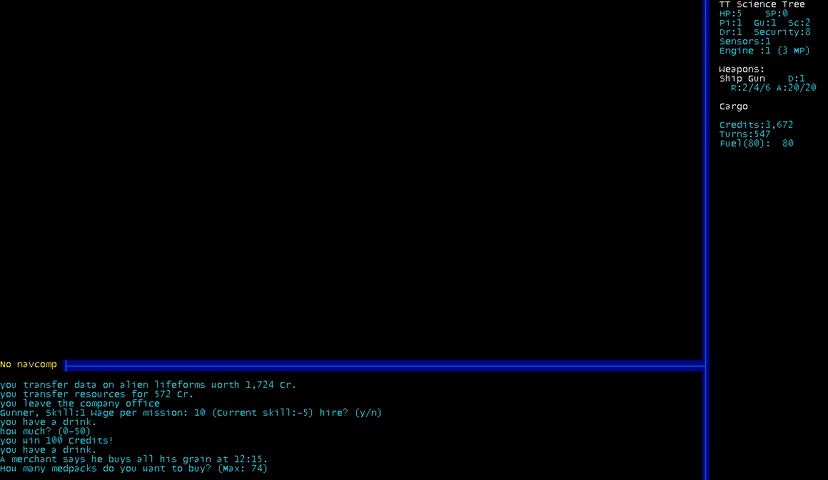 TT Science Tree
HP:5 SP:0
Pi:1 Gu:1 Sc:2
Dr:1 Security:8
Sensors:1
Engine :1 (3 MP)
Weapons:
Ship Gun D:1
R:2/4/6 A:20/20
Cargo
Credits:3,672
Turns:547
Fuel(80): 80
No navcomp
you transfer data on alien lifeforms worth 1,724 Cr.
you transfer resources for 572 Cr.
you leave the company office
Gunner, Skill:1 Wage per mission: 10 (Current skill:-5) hire? (y/n)
you have a drink.
how much? (0-50)
you win 100 Credits!
you have a drink.
A merchant says he buys all his grain at 12:15.
How many medpacks do you want to buy? (Max: 74)